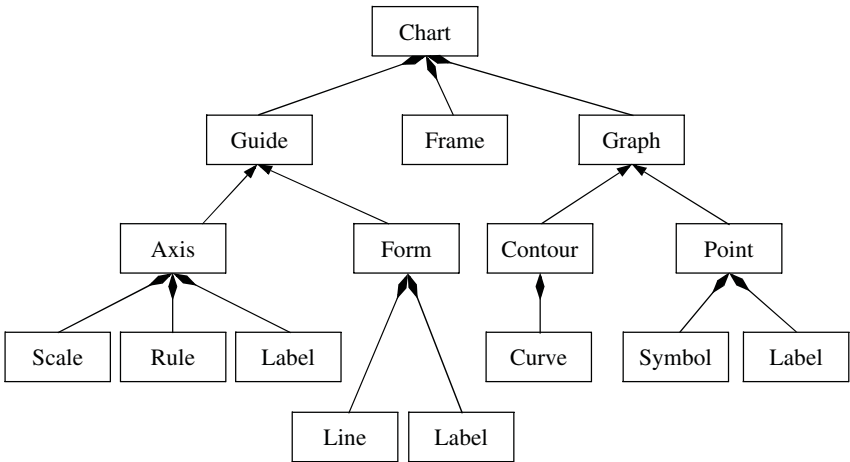 Chart
Guide
Frame
Graph
Axis
Form
Contour
Point
Scale
Rule
Label
Curve
Symbol
Label
Line
Label